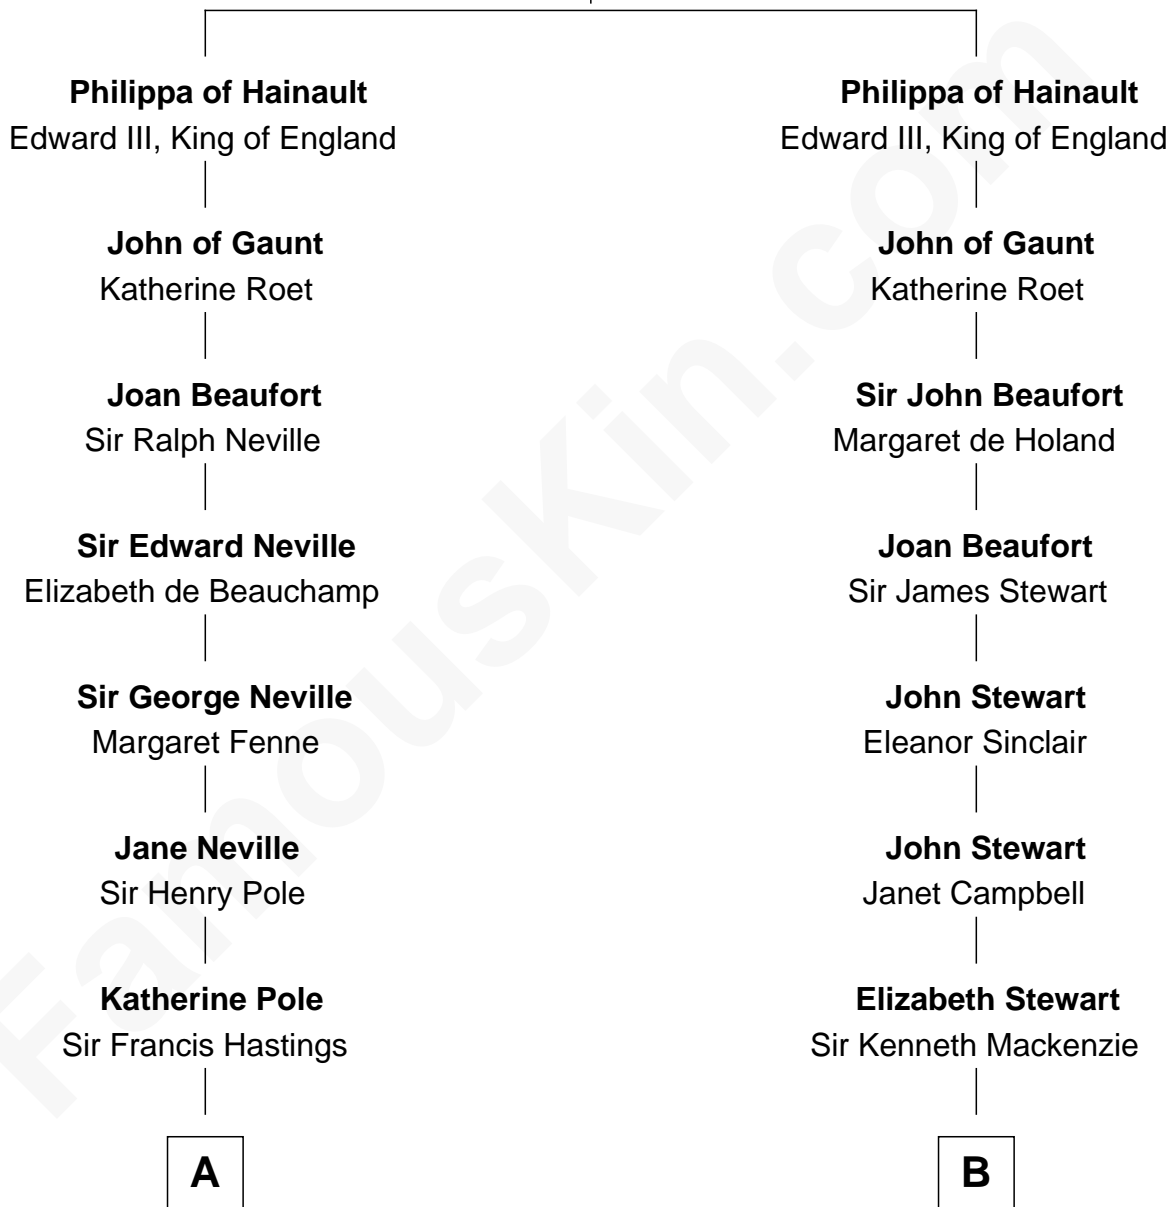 Philippa of Hainault
Edward III, King of England
John of Gaunt
Katherine Roet
Joan Beaufort
Sir Ralph Neville
Sir Edward Neville
Elizabeth de Beauchamp
Sir George Neville
Margaret Fenne
Jane Neville
Sir Henry Pole
Katherine Pole
Sir Francis Hastings
A
Philippa of Hainault
Edward III, King of England
John of Gaunt
Katherine Roet
Sir John Beaufort
Margaret de Holand
Joan Beaufort
Sir James Stewart
John Stewart
Eleanor Sinclair
John Stewart
Janet Campbell
Elizabeth Stewart
Sir Kenneth Mackenzie
B
FamousKin.com